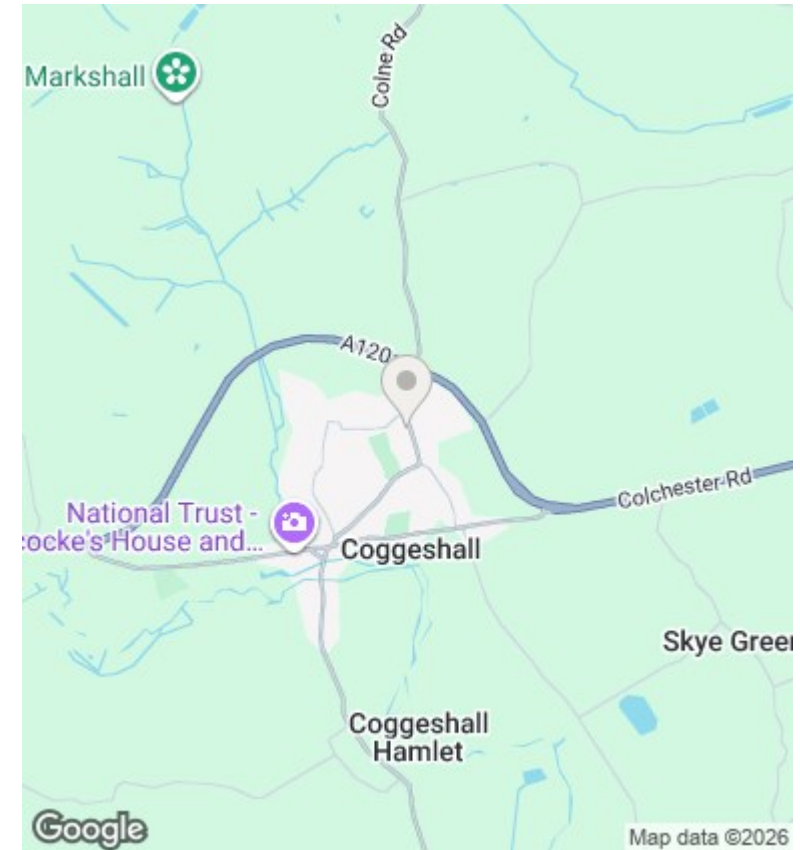 Markshall
Colne Rd
A120
Colchester Rd
National Trust -
cocke's House and...
Coggeshall
Skye Green
Coggeshall
Hamlet
Google
Map data ©2026